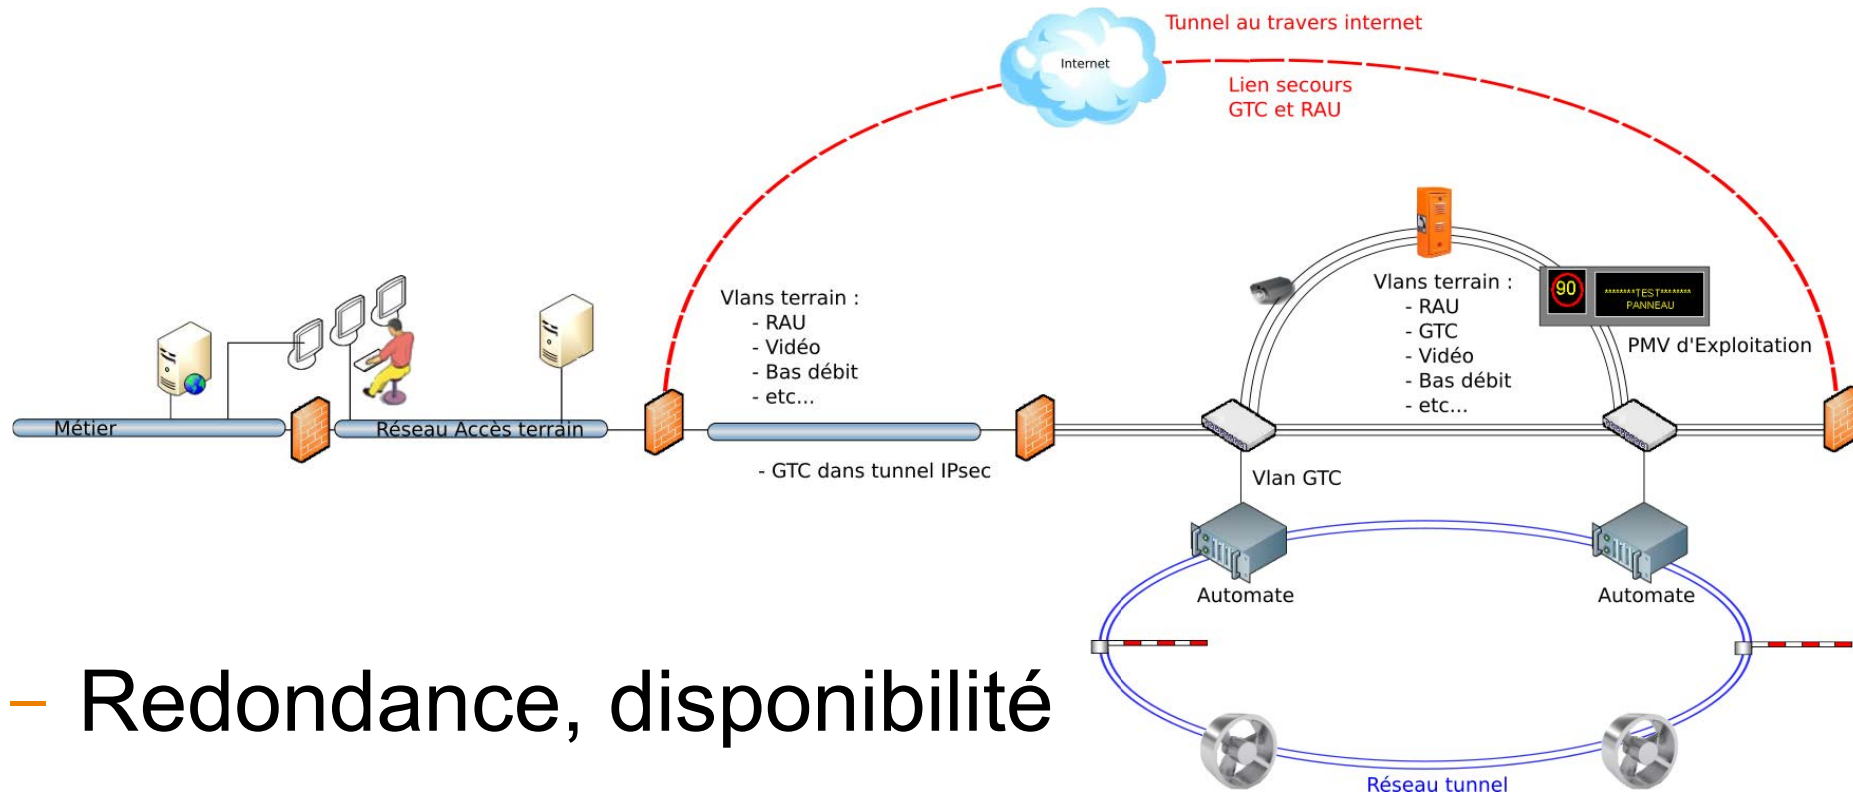 Tunnel au travers internet
Internet
Lien secours
GTC et RAU
Vlans terrain :
- RAU
- Vidéo
- Bas débit
- etc...
Vlans terrain :
- RAU
- GTC
- Vidéo
- Bas débit
- etc...
90
********TEST********
PANNEAU
PMV d'Exploitation
Métier
Réseau Accès terrain
- GTC dans tunnel IPsec
Vlan GTC
Automate
Automate
– Redondance, disponibilité
Réseau tunnel